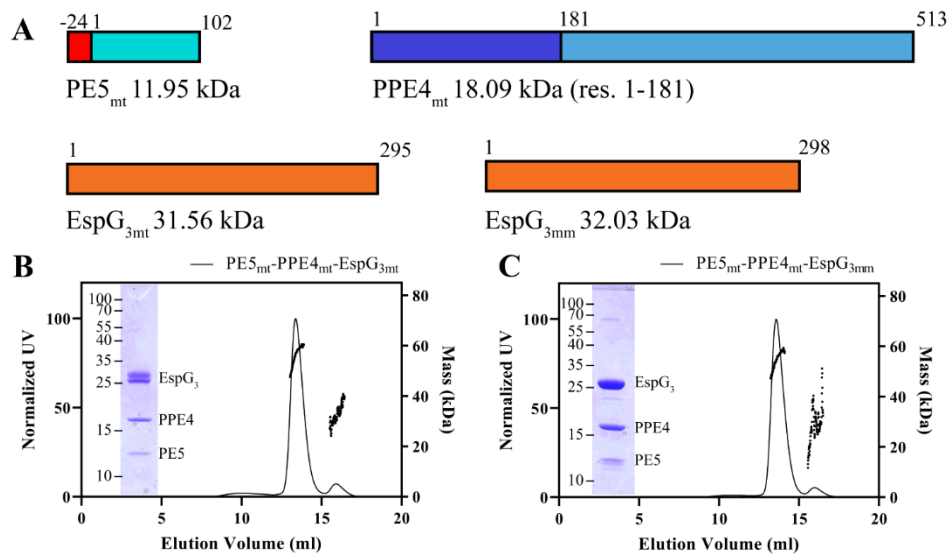 A
-24 1 102
1 181 513
PE5mt 11.95 kDa
PPE4mt 18.09 kDa (res. 1-181)
1 295
1 298
EspG3mt 31.56 kDa
EspG3mm 32.03 kDa
B
— PE5mt-PPE4mt-EspG3mt
Normalized UV
100
50
0
100
70
55
40
35
25
15
10
EspG3
PPE4
PE5
80
60
40
20
0
Mass (kDa)
0 5 10 15 20
Elution Volume (ml)
C
— PE5mt-PPE4mt-EspG3mm
Normalized UV
100
50
0
100
70
55
40
35
25
15
10
EspG3
PPE4
PE5
80
60
40
20
0
Mass (kDa)
0 5 10 15 20
Elution Volume (ml)